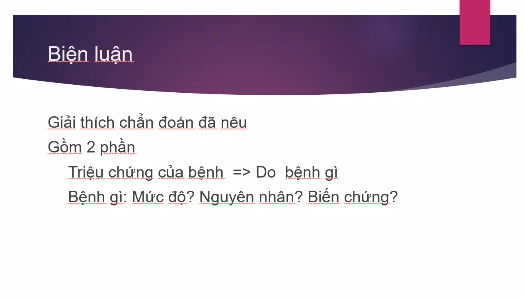 Biện luận
Giải thích chẩn đoán đã nêu
Gồm 2 phần
Triệu chứng của bệnh => Do bệnh gì
Bệnh gì: Mức độ? Nguyên nhân? Biến chứng?